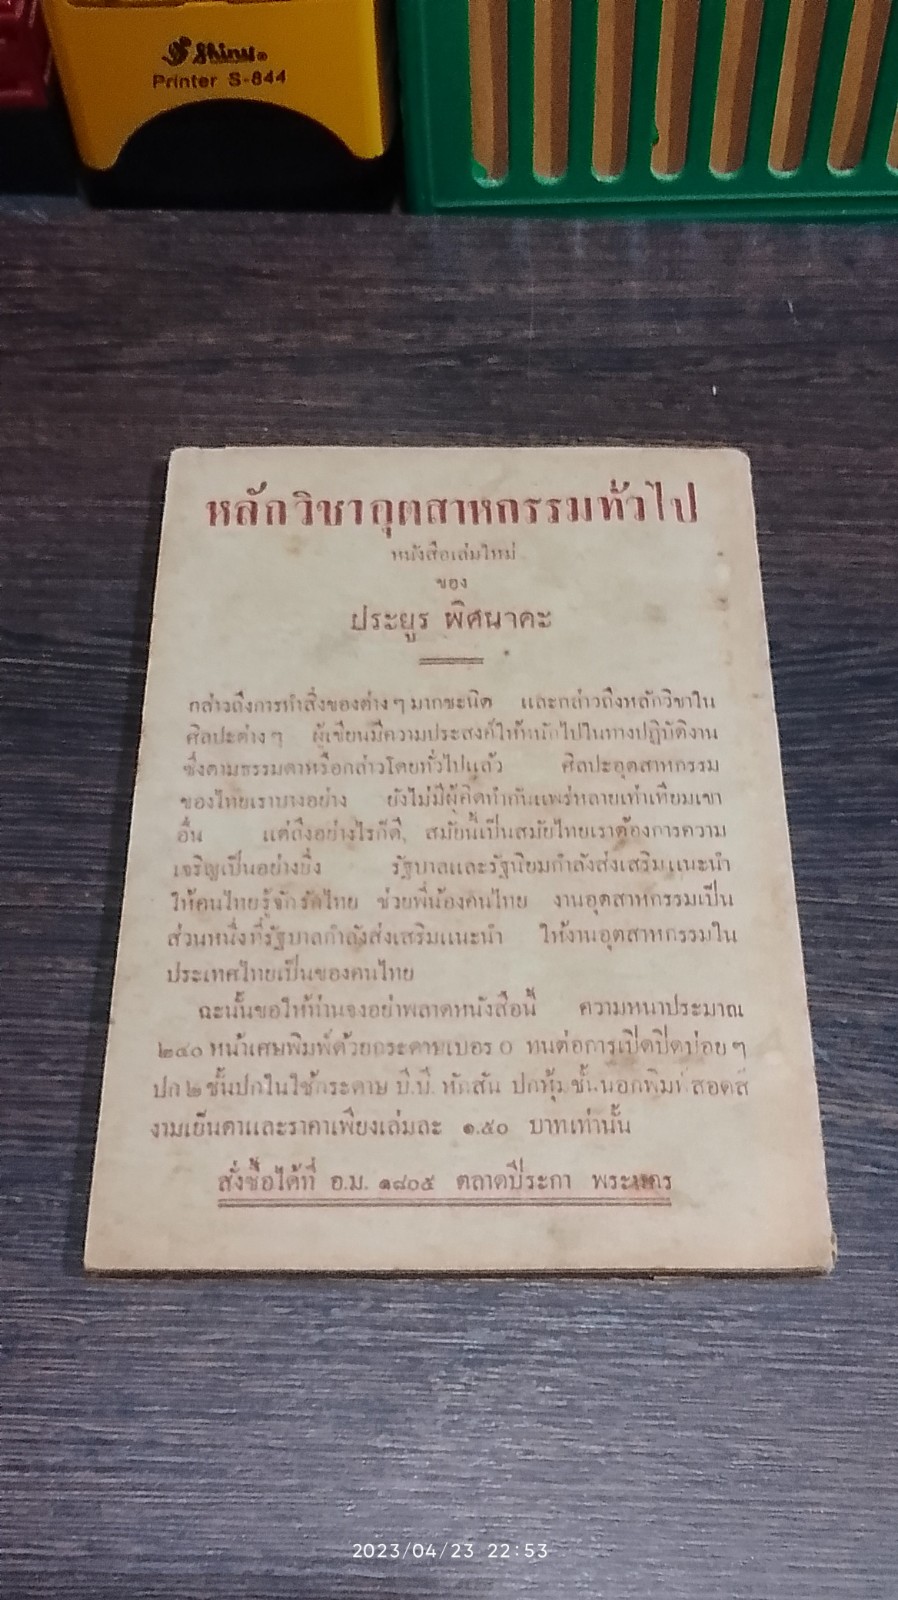 Shiny
Printer S-844
หลักวิชาอุตสาหกรรมทั่วไป
หนังสือเล่มใหม่
ของ
ประยูร พิศนาคะ
กล่าวถึงการทำสิ่งของต่าง ๆ มากชะนิด และกล่าวถึงหลักวิชาใน
ศิลปะต่าง ๆ ผู้เขียนมีความประสงค์ให้หนักไปในทางปฏิบัติงาน
ซึ่งตามธรรมดาหรือกล่าวโดยทั่วไปแล้ว ศิลปะอุตสาหกรรม
ของไทยเราบางอย่าง ยังไม่มีผู้คิดทำกันแพร่หลายเท่าเทียมเขา
อื่น แต่ถึงอย่างไรก็ดี, สมัยนี้เป็นสมัยไทยเราต้องการความ
เจริญเป็นอย่างยิ่ง รัฐบาลและรัฐนิยมกำลังส่งเสริมแนะนำ
ให้คนไทยรู้จักรักไทย ช่วยพี่น้องคนไทย งานอุตสาหกรรมเป็น
ส่วนหนึ่งที่รัฐบาลกำลังส่งเสริมแนะนำ ให้งานอุตสาหกรรมใน
ประเทศไทยเป็นของคนไทย
ฉะนั้นขอให้ท่านจงอย่าพลาดหนังสือนี้ ความหนาประมาณ
๒๔๐ หน้าเศษพิมพ์ด้วยกระดาษเบอร ๐ ทนต่อการเปิดปิดบ่อย ๆ
ปก ๒ ชั้นปกในใช้กระดาษ บี.บี. หักสัน ปกหุ้มชั้นนอกพิมพ์สอดสี
งามเย็นตาและราคาเพียงเล่มละ ๑.๕๐ บาทเท่านั้น
สั่งซื้อได้ที่ อ.ม. ๑๘๐๕ ตลาดปีระกา พระนคร
2023/04/23 22:53